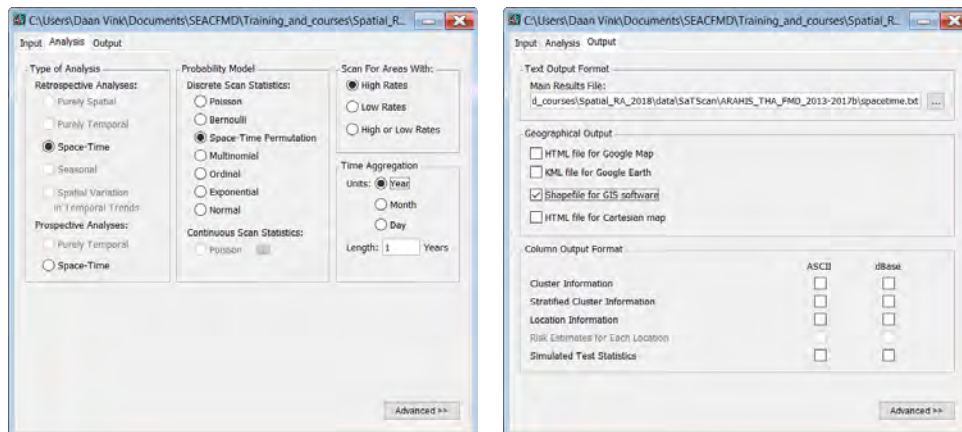 C:\Users\Daan Vink\Documents\SEACFMD\Training_and_courses\Spatial_R...
Input Analysis Output
Type of Analysis
Retrospective Analyses:
Purely Spatial
Purely Temporal
Space-Time
Seasonal
Spatial Variation
in Temporal Trends
Prospective Analyses:
Purely Temporal
Space-Time
Probability Model
Discrete Scan Statistics:
Poisson
Bernoulli
Space-Time Permutation
Multinomial
Ordinal
Exponential
Normal
Continuous Scan Statistics:
Poisson
Scan For Areas With:
High Rates
Low Rates
High or Low Rates
Time Aggregation
Units: Year
Month
Day
Length: 1 Years
Advanced >>
C:\Users\Daan Vink\Documents\SEACFMD\Training_and_courses\Spatial_R...
Input Analysis Output
Text Output Format
Main Results File:
d_courses\Spatial_RA_2018\data\SaTScan\ARAHIS_THA_FMD_2013-2017b\spacetime.txt ...
Geographical Output
HTML file for Google Map
KML file for Google Earth
Shapefile for GIS software
HTML file for Cartesian map
Column Output Format
ASCII dBase
Cluster Information
Stratified Cluster Information
Location Information
Risk Estimates for Each Location
Simulated Test Statistics
Advanced >>